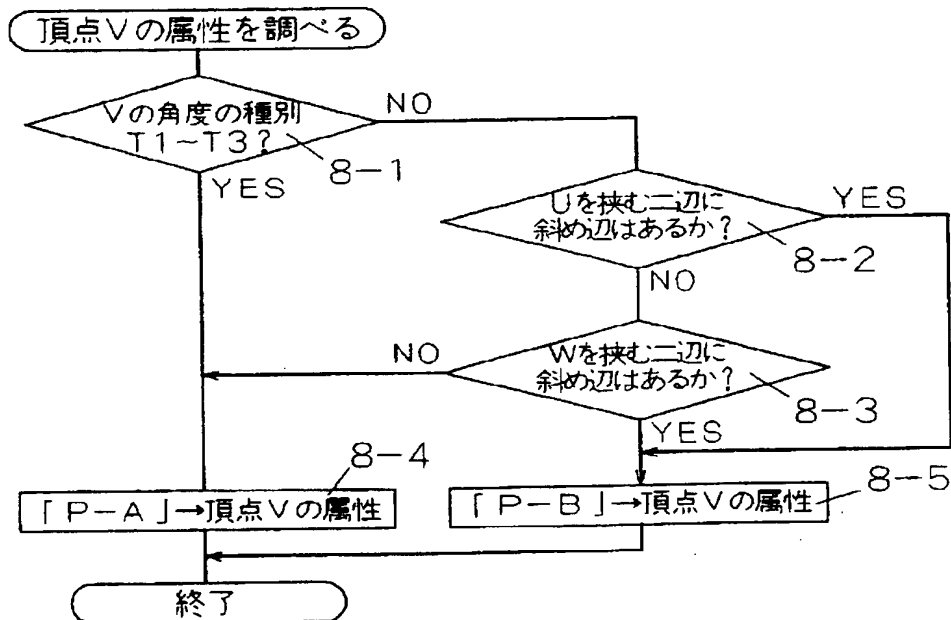 頂点Vの属性を調べる
Vの角度の種別
T1~T3?
NO
8-1
YES
Uを挟む二辺に
斜め辺はあるか?
YES
8-2
NO
Wを挟む二辺に
斜め辺はあるか?
NO
8-3
YES
8-4
「P-A」→頂点Vの属性
「P-B」→頂点Vの属性
8-5
終了